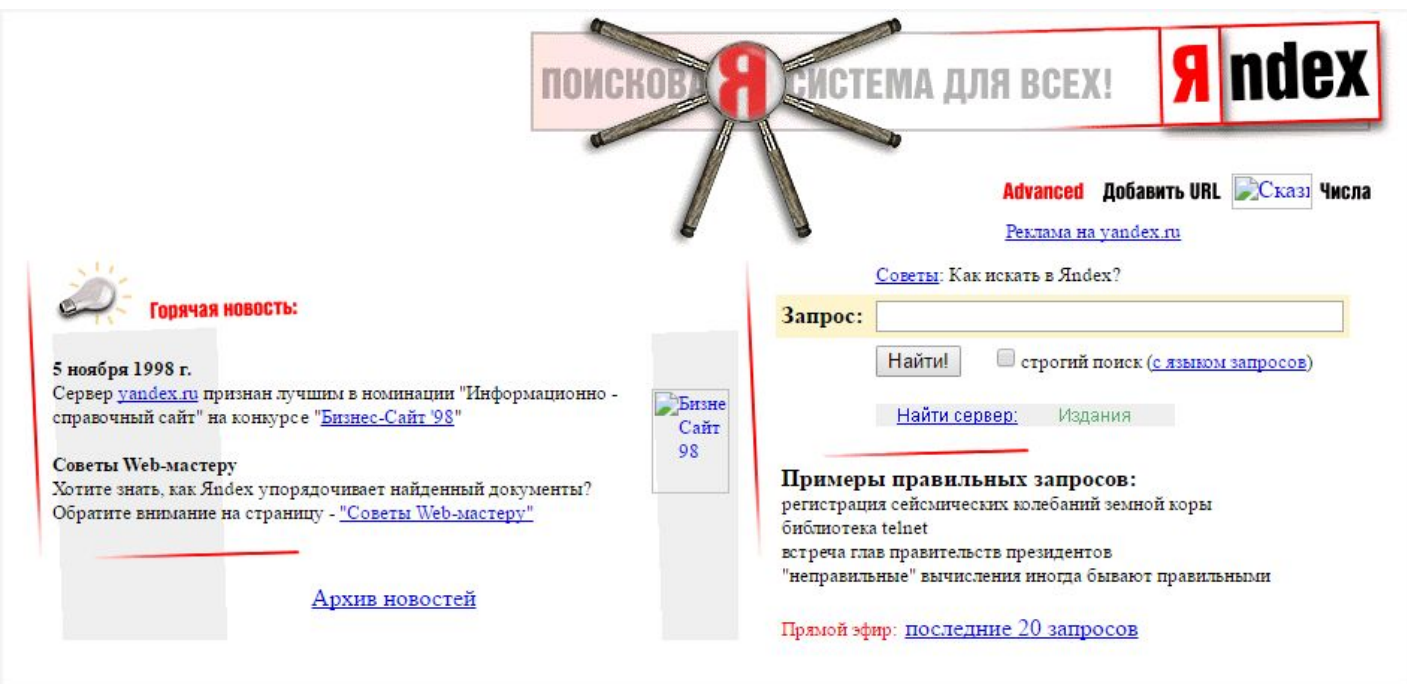 ПОИСКОВАЯ СИСТЕМА ДЛЯ ВСЕХ!
Яndex
Advanced Добавить URL Сказ Числа
Реклама на yandex.ru
Горячая новость:
5 ноября 1998 г.
Сервер yandex.ru признан лучшим в номинации "Информационно -
справочный сайт" на конкурсе "Бизнес-Сайт '98"
Бизне
Сайт
98
Советы Web-мастеру
Хотите знать, как Яndex упорядочивает найденный документы?
Обратите внимание на страницу - "Советы Web-мастеру"
Архив новостей
Советы: Как искать в Яndex?
Запрос:
Найти! строгий поиск (с языком запросов)
Найти сервер: Издания
Примеры правильных запросов:
регистрация сейсмических колебаний земной коры
библиотека telnet
встреча глав правительств президентов
"неправильные" вычисления иногда бывают правильными
Прямой эфир: последние 20 запросов